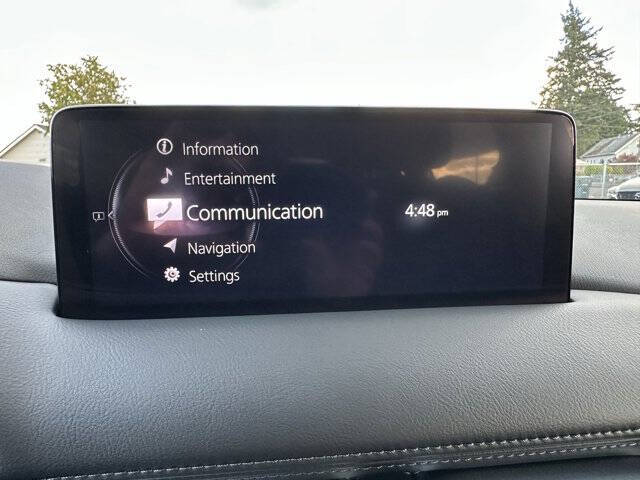 Information
Entertainment
Communication
4:48 pm
Navigation
Settings